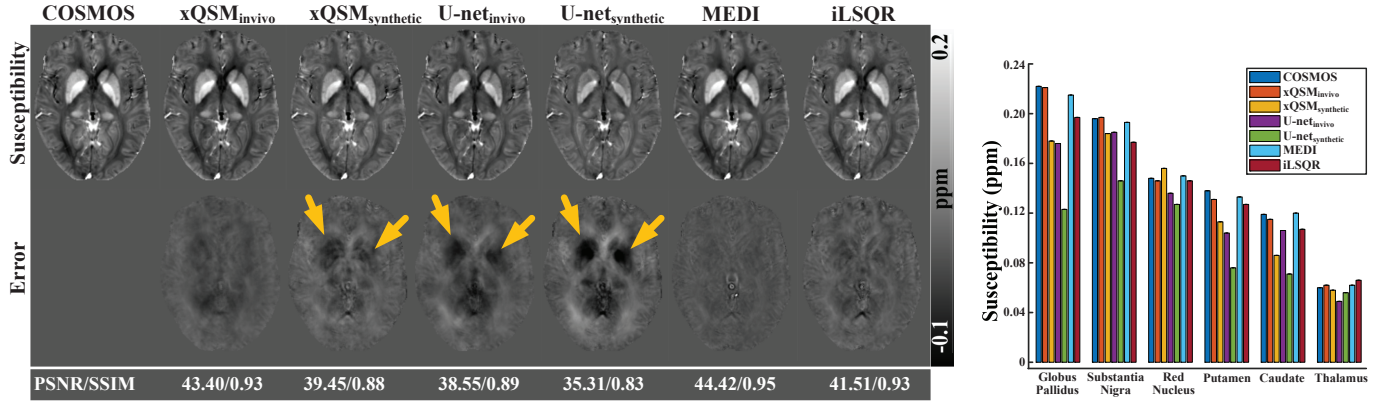 COSMOS xQSMinvivo xQSMsynthetic U-netinvivo U-netsynthetic MEDI iLSQR
Susceptibility
Error
0.2
ppm
-0.1
PSNR/SSIM 43.40/0.93 39.45/0.88 38.55/0.89 35.31/0.83 44.42/0.95 41.51/0.93
Susceptibility (ppm)
0.24
0.20
0.16
0.12
0.08
0.04
0
COSMOS
xQSMinvivo
xQSMsynthetic
U-netinvivo
U-netsynthetic
MEDI
iLSQR
Globus Substantia Red Putamen Caudate Thalamus
Pallidus Nigra Nucleus